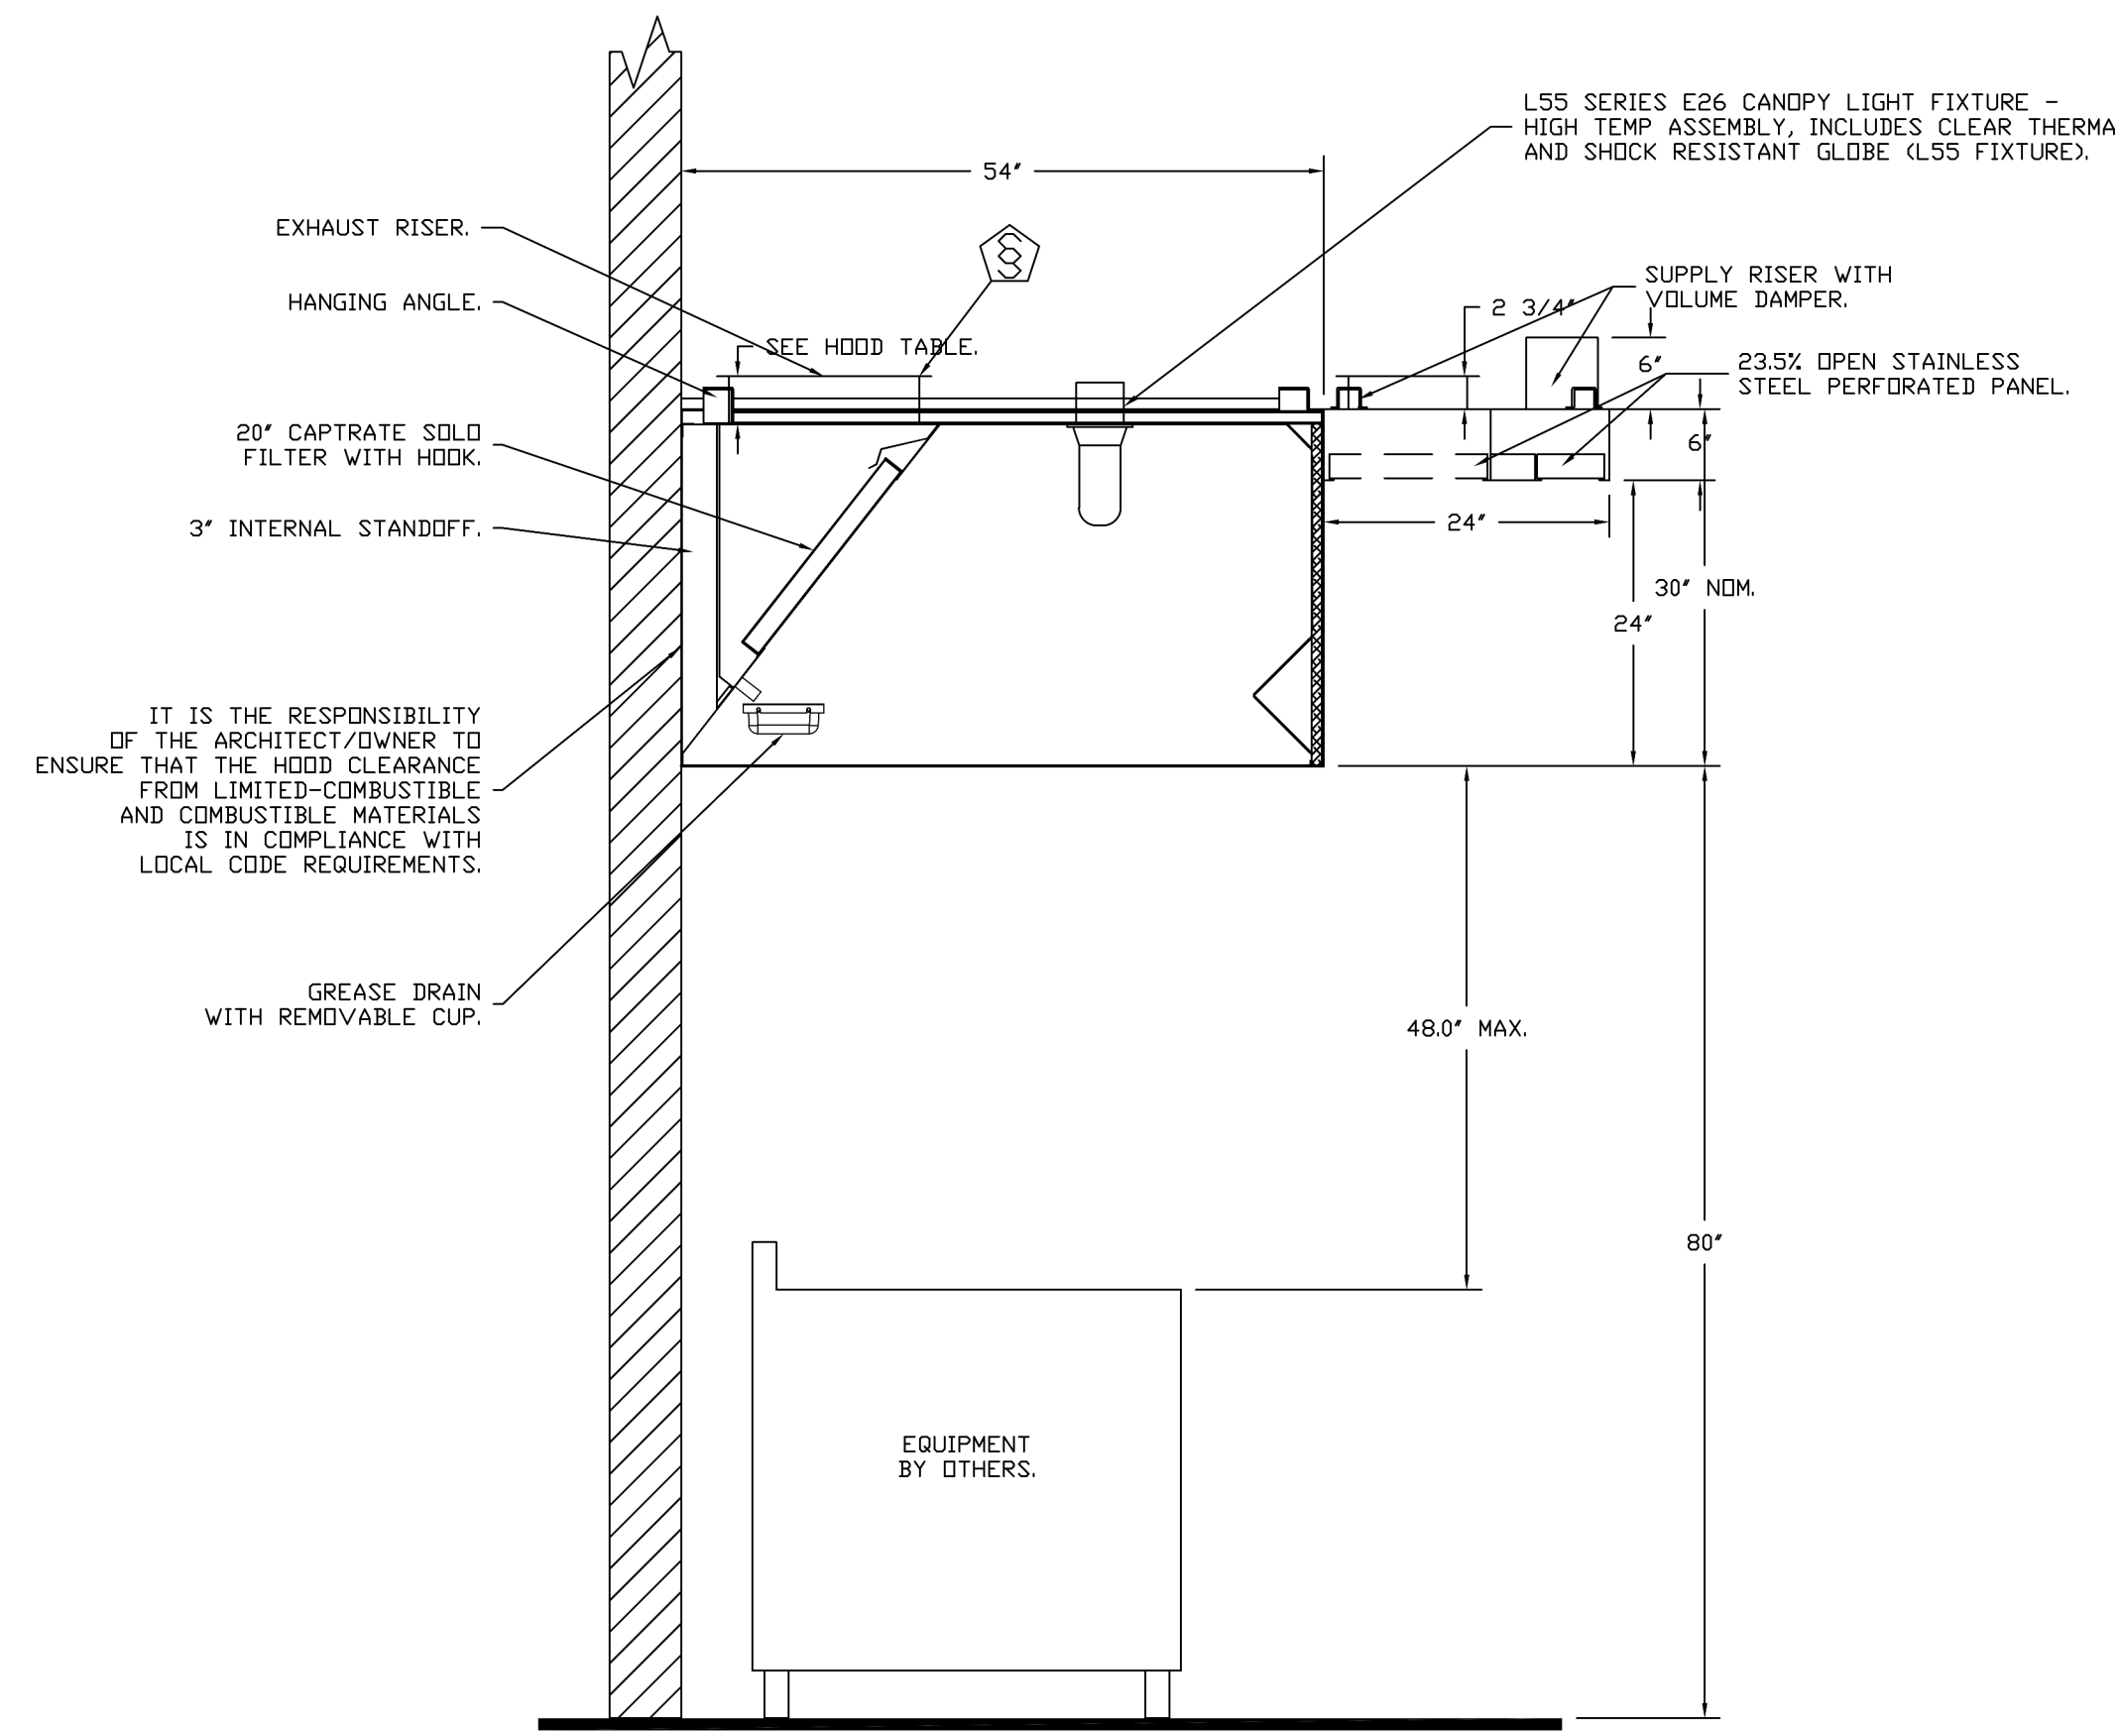 L55 SERIES E26 CANOPY LIGHT FIXTURE -
HIGH TEMP ASSEMBLY, INCLUDES CLEAR THERMA
AND SHOCK RESISTANT GLOBE (L55 FIXTURE).
54"
EXHAUST RISER.
HANGING ANGLE.
SUPPLY RISER WITH
VOLUME DAMPER.
2 3/4"
SEE HOOD TABLE.
6"
23.5% OPEN STAINLESS
STEEL PERFORATED PANEL.
20" CAPTRATE SOLO
FILTER WITH HOOK.
6"
3" INTERNAL STANDOFF.
24"
30" NOM.
24"
IT IS THE RESPONSIBILITY
OF THE ARCHITECT/OWNER TO
ENSURE THAT THE HOOD CLEARANCE
FROM LIMITED-COMBUSTIBLE
AND COMBUSTIBLE MATERIALS
IS IN COMPLIANCE WITH
LOCAL CODE REQUIREMENTS.
GREASE DRAIN
WITH REMOVABLE CUP.
48.0" MAX.
80"
EQUIPMENT
BY OTHERS.